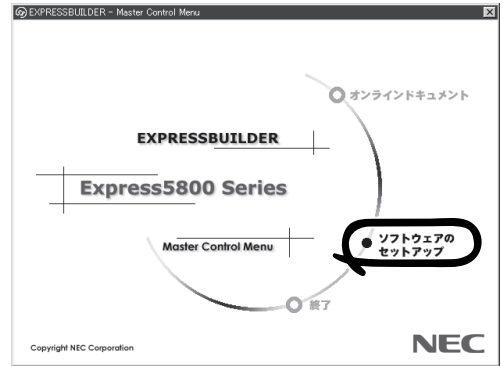 EXPRESSBUILDER - Master Control Menu
オンラインドキュメント
EXPRESSBUILDER
Express5800 Series
ソフトウェアの
セットアップ
Master Control Menu
終了
Copyright NEC Corporation
NEC